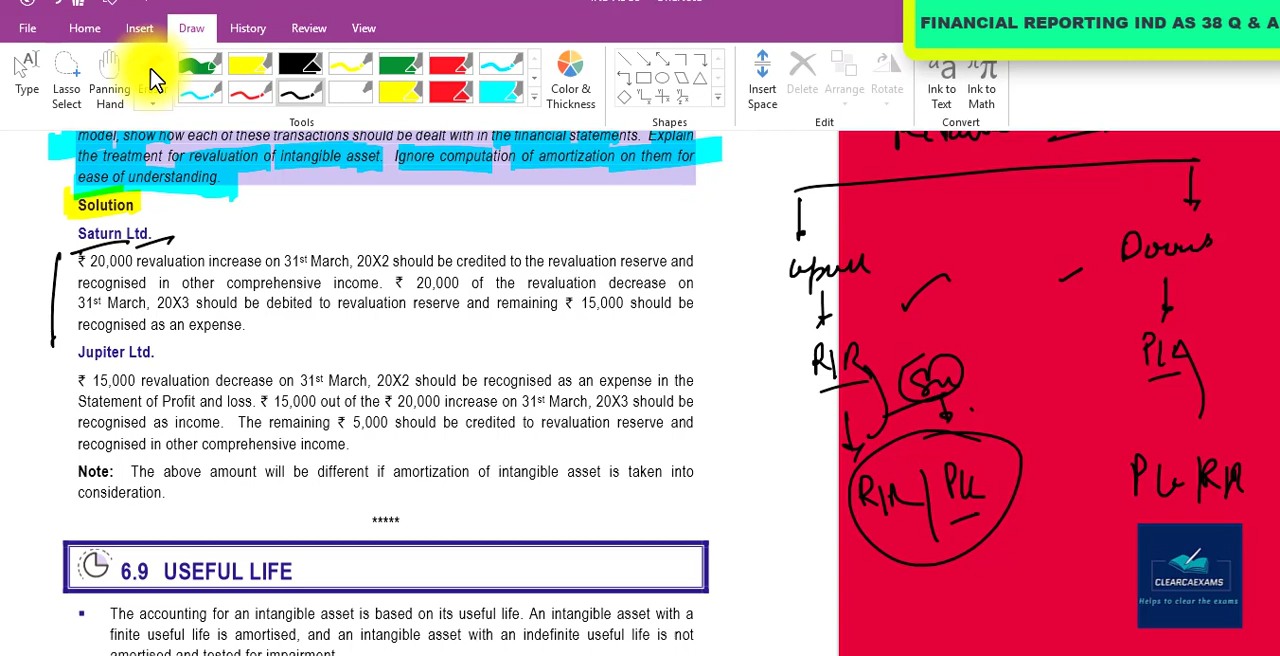 File Home Insert Draw History Review View
FINANCIAL REPORTING IND AS 38 Q & A
Type
Lasso Select
Panning Hand
Color & Thickness
Insert Space
Delete
Arrange
Rotate
Ink to Text
Ink to Math
Tools
Shapes
Edit
Convert
model, show how each of these transactions should be dealt with in the financial statements. Explain
the treatment for revaluation of intangible asset. Ignore computation of amortization on them for
ease of understanding.
Solution
Saturn Ltd.
₹ 20,000 revaluation increase on 31st March, 20X2 should be credited to the revaluation reserve and
recognised in other comprehensive income. ₹ 20,000 of the revaluation decrease on
31st March, 20X3 should be debited to revaluation reserve and remaining ₹ 15,000 should be
recognised as an expense.
Jupiter Ltd.
₹ 15,000 revaluation decrease on 31st March, 20X2 should be recognised as an expense in the
Statement of Profit and loss. ₹ 15,000 out of the ₹ 20,000 increase on 31st March, 20X3 should be
recognised as income. The remaining ₹ 5,000 should be credited to revaluation reserve and
recognised in other comprehensive income.
Note: The above amount will be different if amortization of intangible asset is taken into
consideration.
*****
6.9 USEFUL LIFE
▪ The accounting for an intangible asset is based on its useful life. An intangible asset with a
finite useful life is amortised, and an intangible asset with an indefinite useful life is not
amortised and tested for impairment.
Down
R/R
CLEARCAEXAMS
Helps to clear the exams